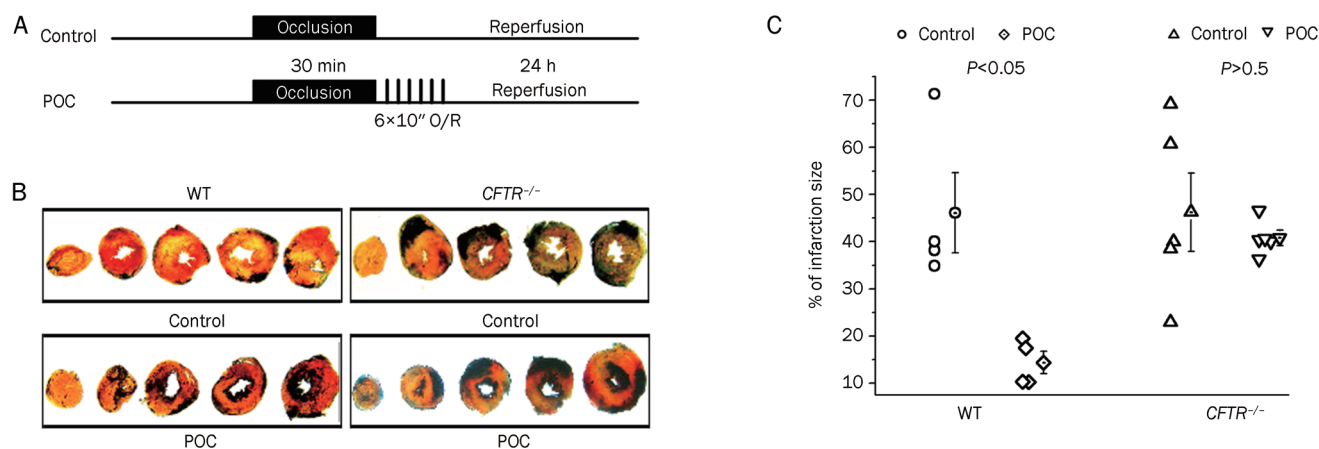 A
Control
Occlusion
Reperfusion
30 min
24 h
POC
Occlusion
Reperfusion
6×10″ O/R
B
WT
CFTR⁻/⁻
Control
Control
POC
POC
C
Control
POC
Control
POC
P<0.05
P>0.5
% of infarction size
70
60
50
40
30
20
10
WT
CFTR⁻/⁻